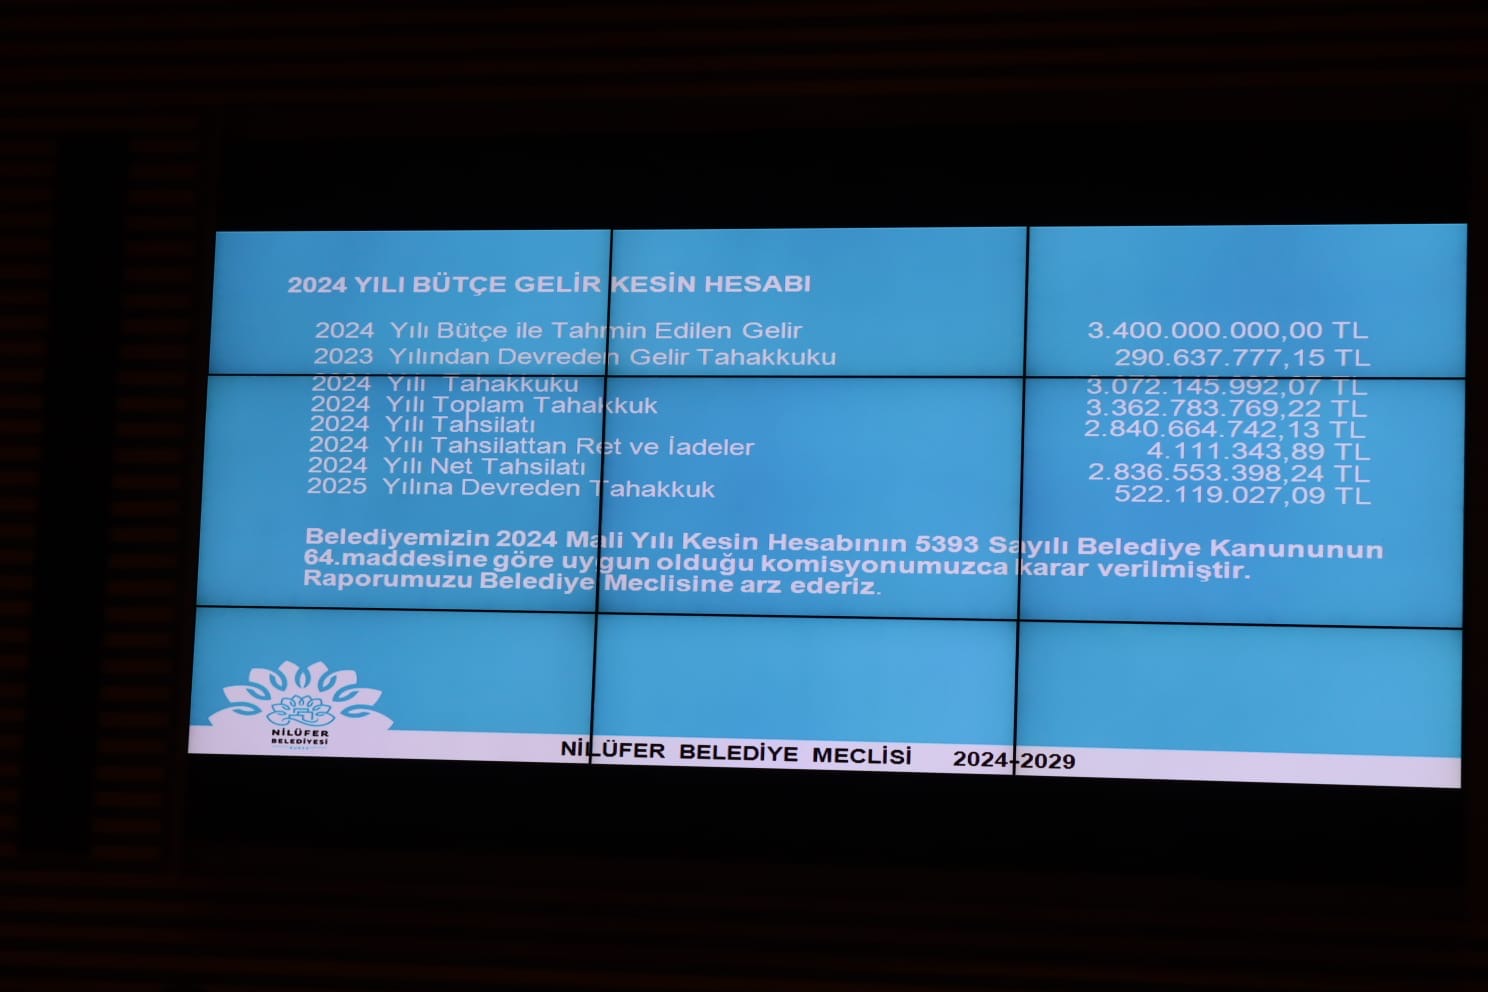 2024 YILI BÜTÇE GELİR KESİN HESABI
2024 Yılı Bütçe ile Tahmin Edilen Gelir 3.400.000.000,00 TL
2023 Yılından Devreden Gelir Tahakkuku 290.637.777,15 TL
2024 Yılı Tahakkuku 3.072.145.992,07 TL
2024 Yılı Toplam Tahakkuk 3.362.783.769,22 TL
2024 Yılı Tahsilatı 2.840.664.742,13 TL
2024 Yılı Tahsilattan Ret ve İadeler 4.111.343,89 TL
2024 Yılı Net Tahsilatı 2.836.553.398,24 TL
2025 Yılına Devreden Tahakkuk 522.119.027,09 TL
Belediyemizin 2024 Mali Yılı Kesin Hesabının 5393 Sayılı Belediye Kanununun
64.maddesine göre uygun olduğu komisyonumuzca karar verilmiştir.
Raporumuzu Belediye Meclisine arz ederiz.
NİLÜFER
BELEDİYESİ
NİLÜFER BELEDİYE MECLİSİ 2024-2029